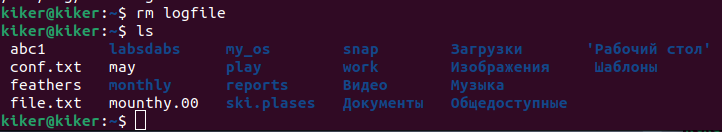 kiker@kiker:~$ rm logfile
kiker@kiker:~$ ls
abc1 labsdabs my_os snap Загрузки 'Рабочий стол'
conf.txt may play work Изображения Шаблоны
feathers monthly reports Видео Музыка
file.txt mounthy.00 ski.plases Документы Общедоступные
kiker@kiker:~$